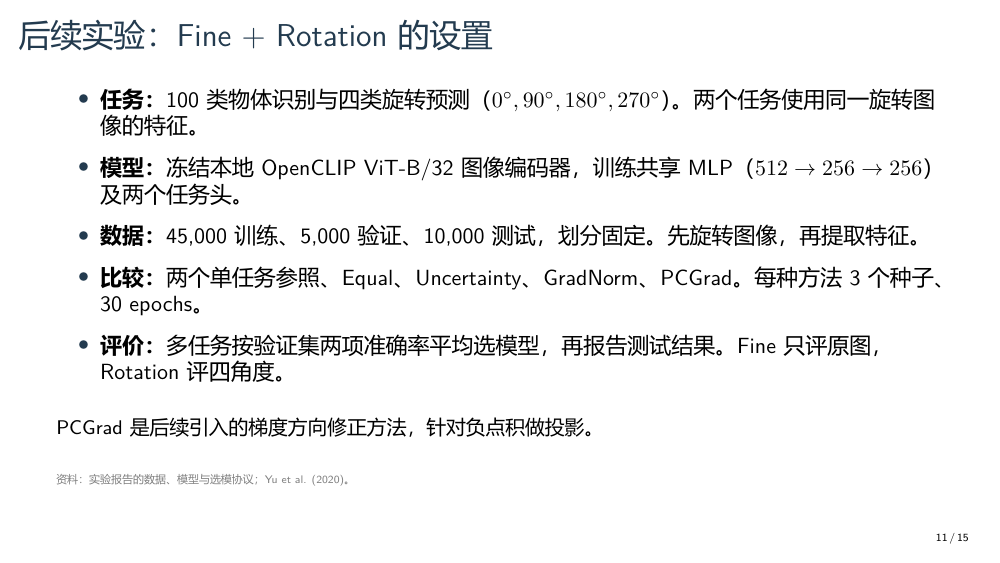 后续实验：Fine + Rotation 的设置
• 任务：100 类物体识别与四类旋转预测（0°, 90°, 180°, 270°）。两个任务使用同一旋转图
像的特征。
• 模型：冻结本地 OpenCLIP ViT-B/32 图像编码器，训练共享 MLP（512 → 256 → 256）
及两个任务头。
• 数据：45,000 训练、5,000 验证、10,000 测试，划分固定。先旋转图像，再提取特征。
• 比较：两个单任务参照、Equal、Uncertainty、GradNorm、PCGrad。每种方法 3 个种子、
30 epochs。
• 评价：多任务按验证集两项准确率平均选模型，再报告测试结果。Fine 只评原图，
Rotation 评四角度。
PCGrad 是后续引入的梯度方向修正方法，针对负点积做投影。
资料：实验报告的数据、模型与选模协议；Yu et al. (2020)。
11 / 15